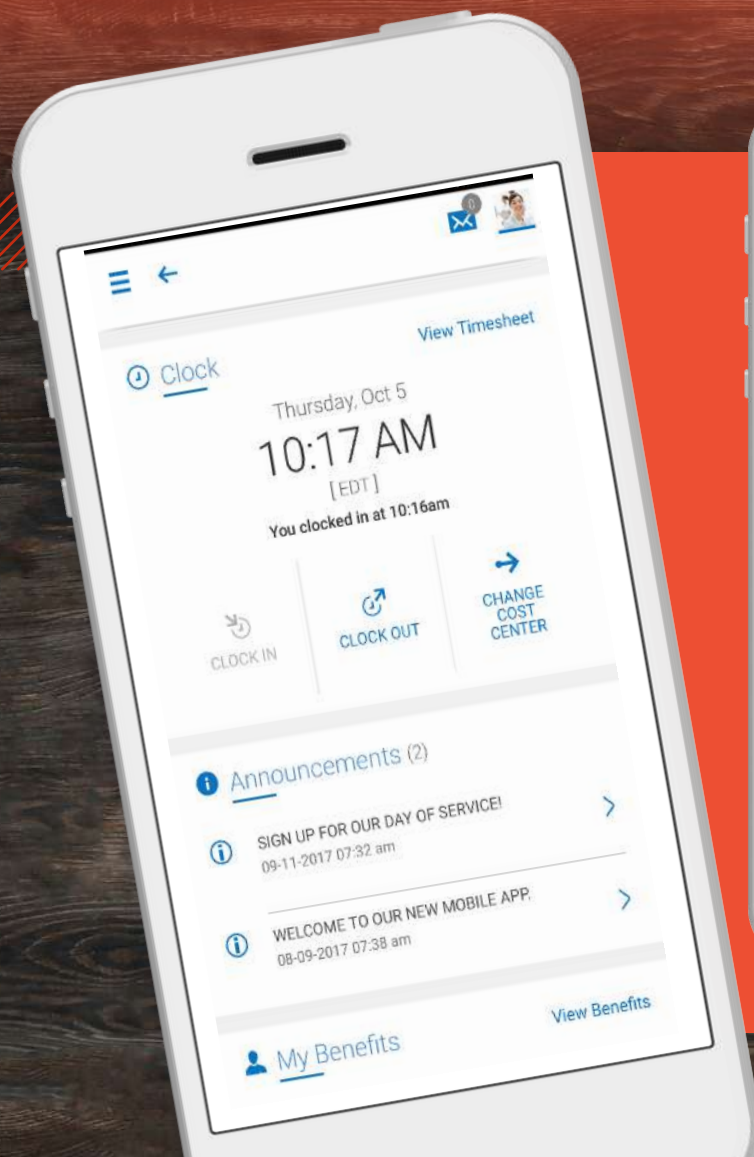 0
View Timesheet
Clock
Thursday, Oct 5
10:17 AM
[ EDT ]
You clocked in at 10:16am
CLOCK IN
CLOCK OUT
CHANGE
COST
CENTER
Announcements (2)
SIGN UP FOR OUR DAY OF SERVICE!
09-11-2017 07:32 am
WELCOME TO OUR NEW MOBILE APP.
08-09-2017 07:38 am
My Benefits
View Benefits